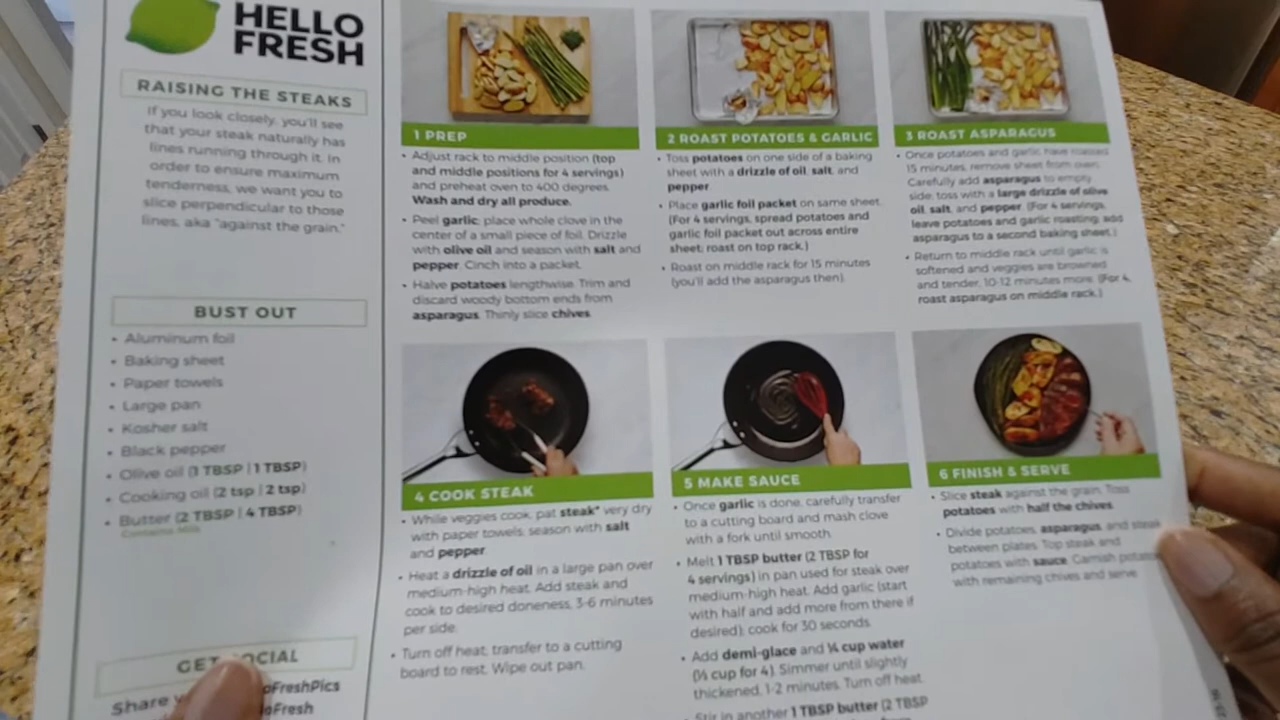 HELLO
FRESH
RAISING THE STEAKS
If you look closely, you'll see
that your steak naturally has
lines running through it. In
order to ensure maximum
tenderness, we want you to
slice perpendicular to those
lines, aka "against the grain."
BUST OUT
• Aluminum foil
• Baking sheet
• Paper towels
• Large pan
• Kosher salt
• Black pepper
• Olive oil (1 TBSP | 1 TBSP)
• Cooking oil (2 tsp | 2 tsp)
• Butter (2 TBSP | 4 TBSP)
Contains: Milk
GET SOCIAL
Share
oFreshPics
oFresh
1 PREP
• Adjust rack to middle position (top
and middle positions for 4 servings)
and preheat oven to 400 degrees.
Wash and dry all produce.
• Peel garlic; place whole clove in the
center of a small piece of foil. Drizzle
with olive oil and season with salt and
pepper. Cinch into a packet.
• Halve potatoes lengthwise. Trim and
discard woody bottom ends from
asparagus. Thinly slice chives.
2 ROAST POTATOES & GARLIC
• Toss potatoes on one side of a baking
sheet with a drizzle of oil, salt, and
pepper.
• Place garlic foil packet on same sheet.
(For 4 servings, spread potatoes and
garlic foil packet out across entire
sheet; roast on top rack.)
• Roast on middle rack for 15 minutes
(you'll add the asparagus then).
3 ROAST ASPARAGUS
• Once potatoes and garlic have roasted
15 minutes, remove sheet from oven.
Carefully add asparagus to empty
side; toss with a large drizzle of olive
oil, salt, and pepper. (For 4 servings,
leave potatoes and garlic roasting; add
asparagus to a second baking sheet.)
• Return to middle rack until garlic is
softened and veggies are browned
and tender, 10-12 minutes more. (For 4,
roast asparagus on middle rack.)
4 COOK STEAK
• While veggies cook, pat steak* very dry
with paper towels; season with salt
and pepper.
• Heat a drizzle of oil in a large pan over
medium-high heat. Add steak and
cook to desired doneness, 3-6 minutes
per side.
• Turn off heat; transfer to a cutting
board to rest. Wipe out pan.
5 MAKE SAUCE
• Once garlic is done, carefully transfer
to a cutting board and mash clove
with a fork until smooth.
• Melt 1 TBSP butter (2 TBSP for
4 servings) in pan used for steak over
medium-high heat. Add garlic (start
with half and add more from there if
desired); cook for 30 seconds.
• Add demi-glace and ¼ cup water
(⅓ cup for 4). Simmer until slightly
thickened, 1-2 minutes. Turn off heat.
• Stir in another 1 TBSP butter (2 TBSP
6 FINISH & SERVE
• Slice steak against the grain. Toss
potatoes with half the chives.
• Divide potatoes, asparagus, and steak
between plates. Top steak and
potatoes with sauce. Garnish potatoes
with remaining chives and serve.